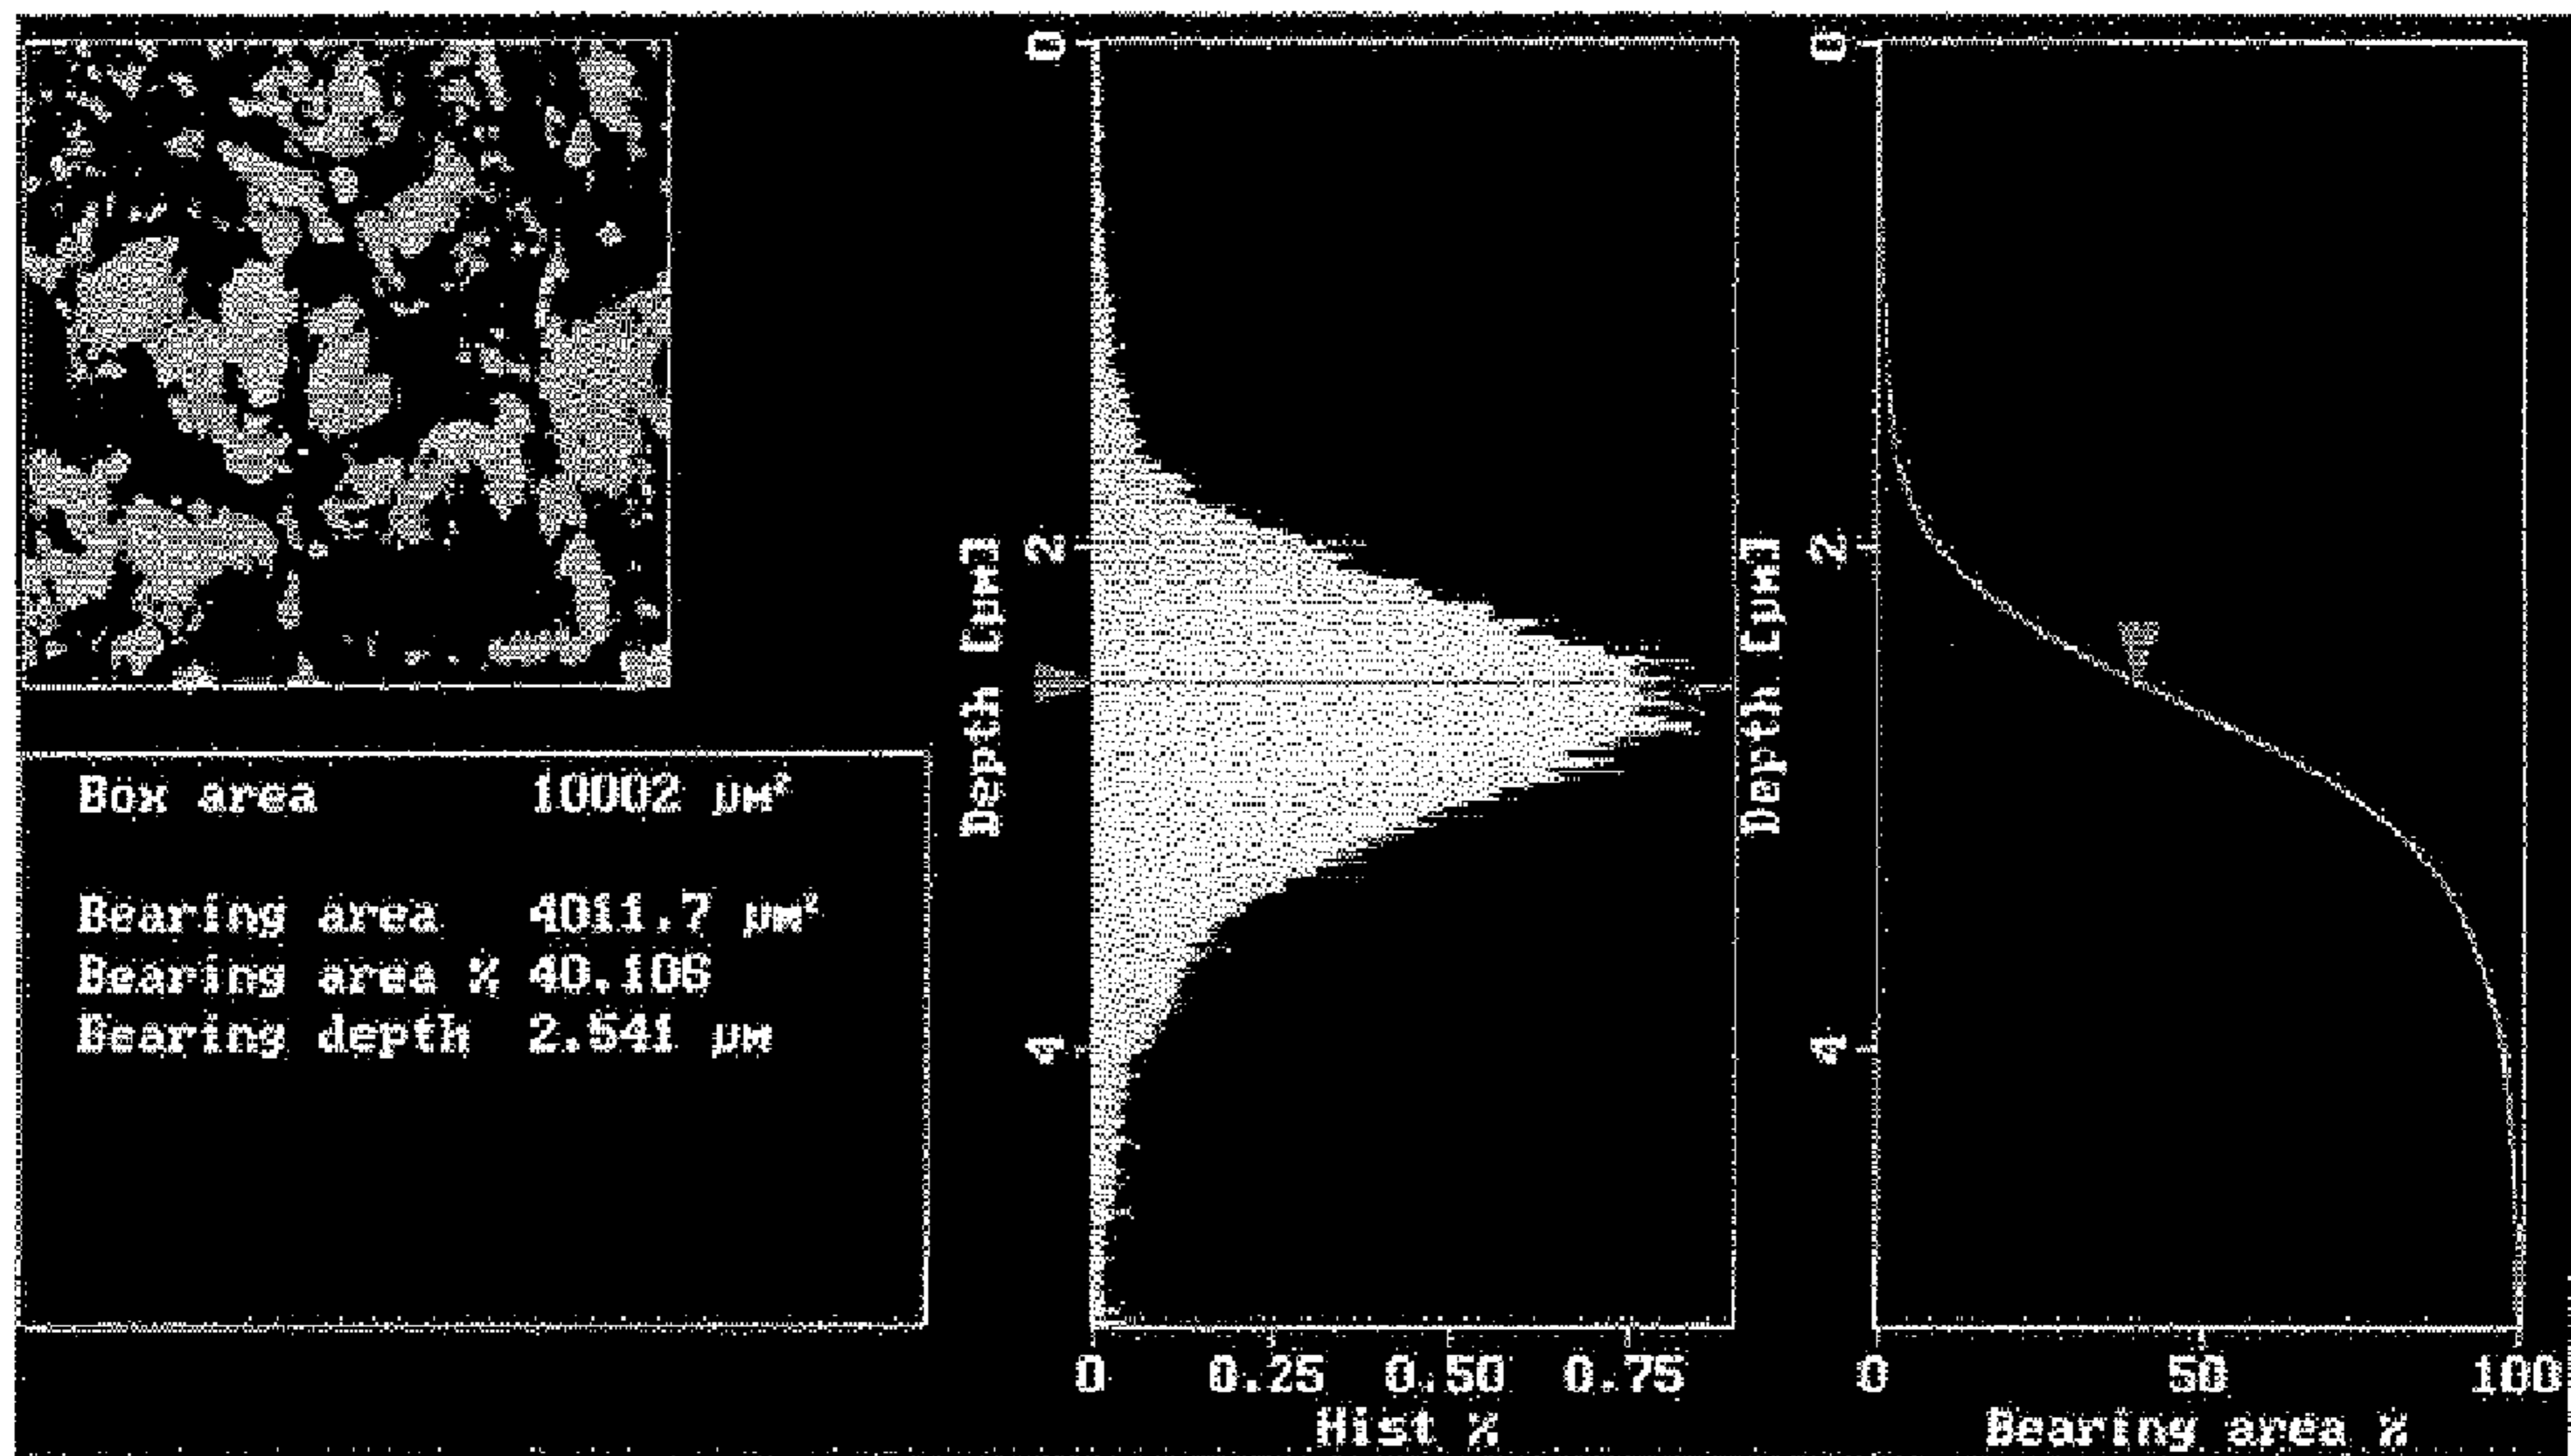 Box area 10002 µm²
Bearing area 4011.7 µm²
Bearing area % 40.106
Bearing depth 2.541 µm
0
2
4
Depth [µm]
0 0.25 0.50 0.75
Hist %
0
2
4
Depth [µm]
0 50 100
Bearing area %